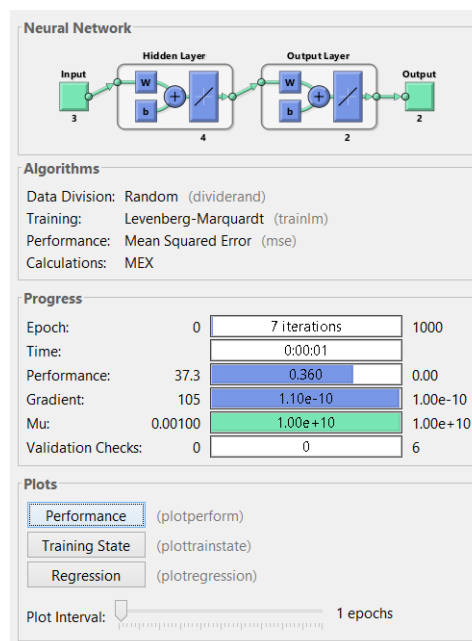 Neural Network
Hidden Layer Output Layer
Input Output
W W
b b
3 4 2 2
Algorithms
Data Division: Random (dividerand)
Training: Levenberg-Marquardt (trainlm)
Performance: Mean Squared Error (mse)
Calculations: MEX
Progress
Epoch: 0 7 iterations 1000
Time: 0:00:01
Performance: 37.3 0.360 0.00
Gradient: 105 1.10e-10 1.00e-10
Mu: 0.00100 1.00e+10 1.00e+10
Validation Checks: 0 0 6
Plots
Performance (plotperform)
Training State (plottrainstate)
Regression (plotregression)
Plot Interval: 1 epochs